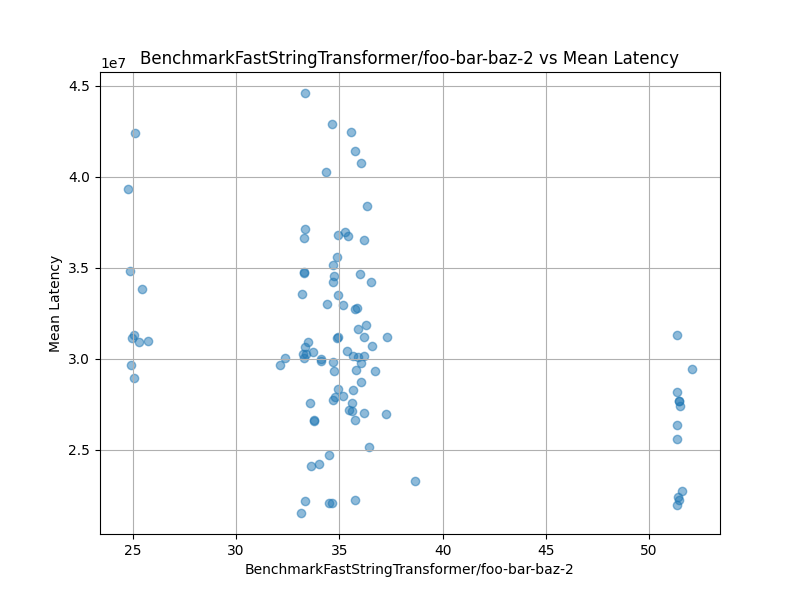 BenchmarkFastStringTransformer/foo-bar-baz-2 vs Mean Latency
1e7
4.5
4.0
3.5
3.0
2.5
Mean Latency
25 30 35 40 45 50
BenchmarkFastStringTransformer/foo-bar-baz-2